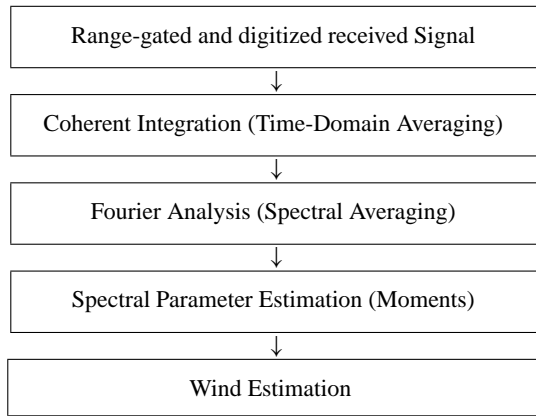 Range-gated and digitized received Signal
Coherent Integration (Time-Domain Averaging)
Fourier Analysis (Spectral Averaging)
Spectral Parameter Estimation (Moments)
Wind Estimation